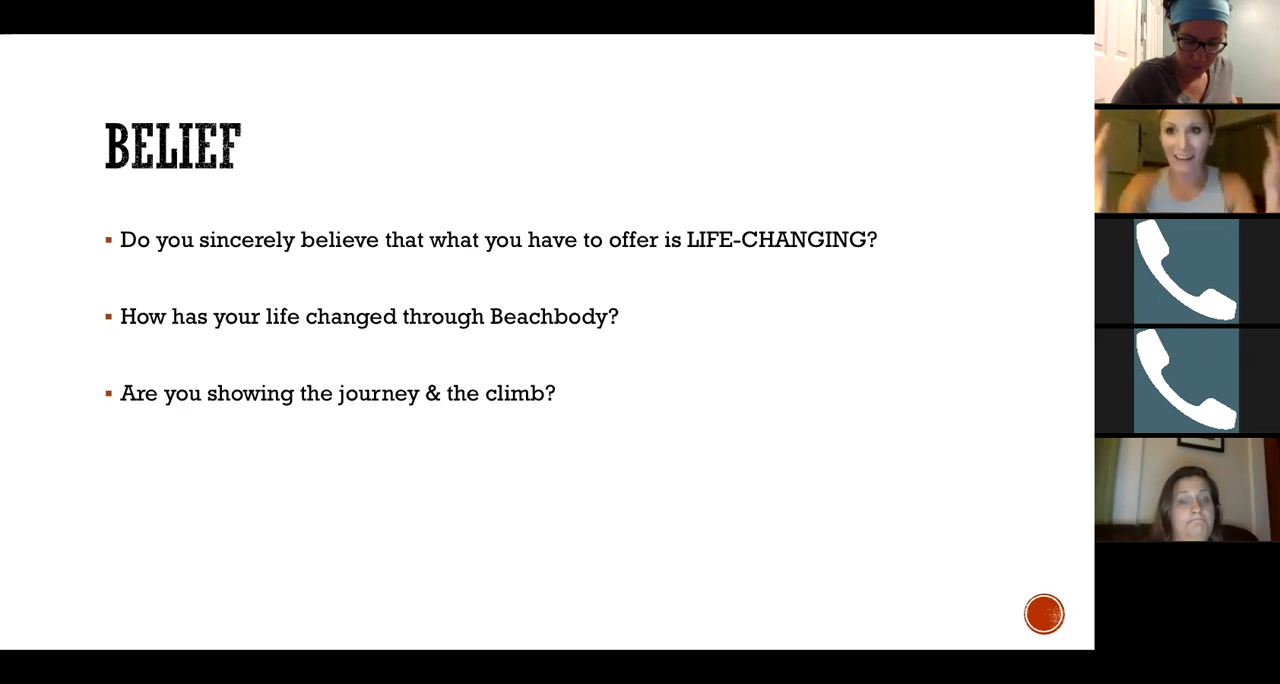 BELIEF
Do you sincerely believe that what you have to offer is LIFE-CHANGING?
How has your life changed through Beachbody?
Are you showing the journey & the climb?